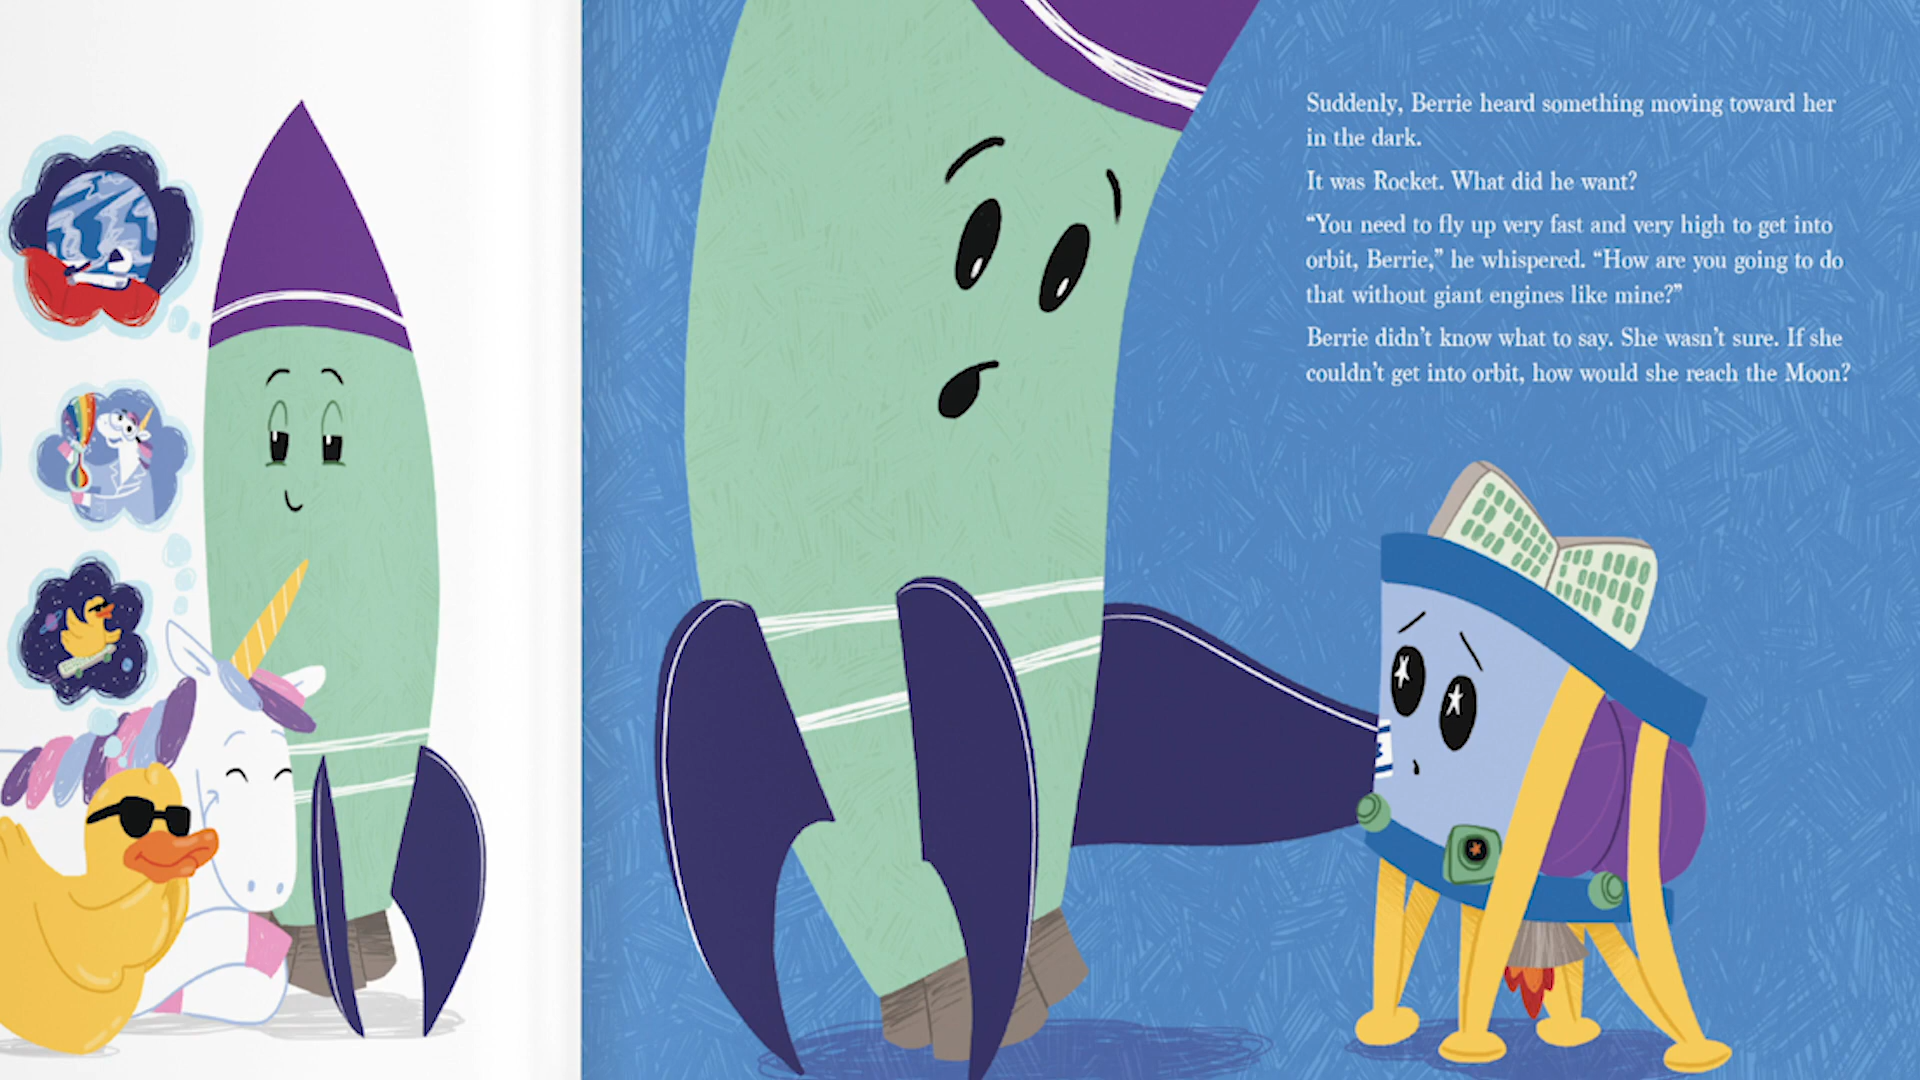 Suddenly, Berrie heard something moving toward her
in the dark.
It was Rocket. What did he want?
“You need to fly up very fast and very high to get into
orbit, Berrie,” he whispered. “How are you going to do
that without giant engines like mine?”
Berrie didn’t know what to say. She wasn’t sure. If she
couldn’t get into orbit, how would she reach the Moon?